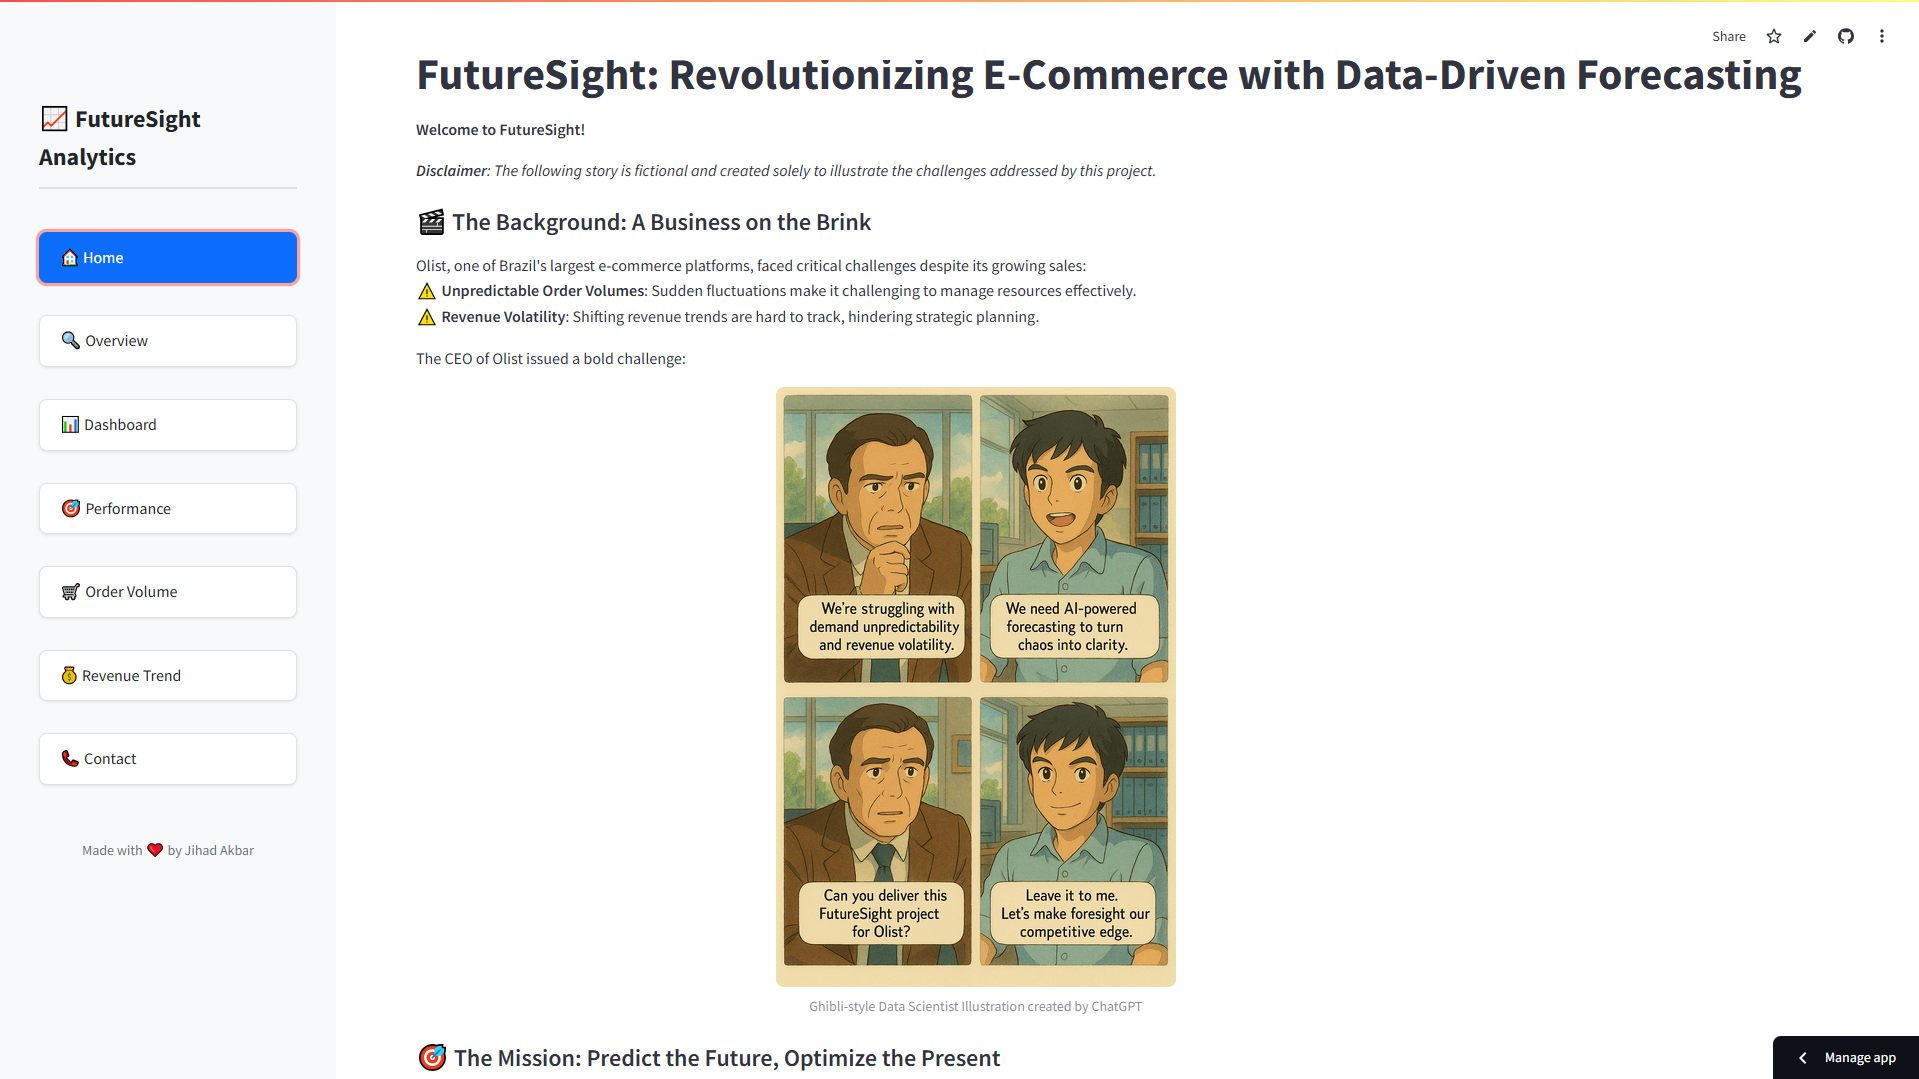 Share
FutureSight: Revolutionizing E-Commerce with Data-Driven Forecasting
FutureSight
Analytics
Welcome to FutureSight!
Disclaimer: The following story is fictional and created solely to illustrate the challenges addressed by this project.
The Background: A Business on the Brink
Home
Olist, one of Brazil's largest e-commerce platforms, faced critical challenges despite its growing sales:
Unpredictable Order Volumes: Sudden fluctuations make it challenging to manage resources effectively.
Revenue Volatility: Shifting revenue trends are hard to track, hindering strategic planning.
Overview
The CEO of Olist issued a bold challenge:
Dashboard
Performance
Order Volume
Revenue Trend
Contact
Made with ❤️ by Jihad Akbar
We're struggling with
demand unpredictability
and revenue volatility.
We need AI-powered
forecasting to turn
chaos into clarity.
Can you deliver this
FutureSight project
for Olist?
Leave it to me.
Let's make foresight our
competitive edge.
Ghibli-style Data Scientist Illustration created by ChatGPT
The Mission: Predict the Future, Optimize the Present
Manage app